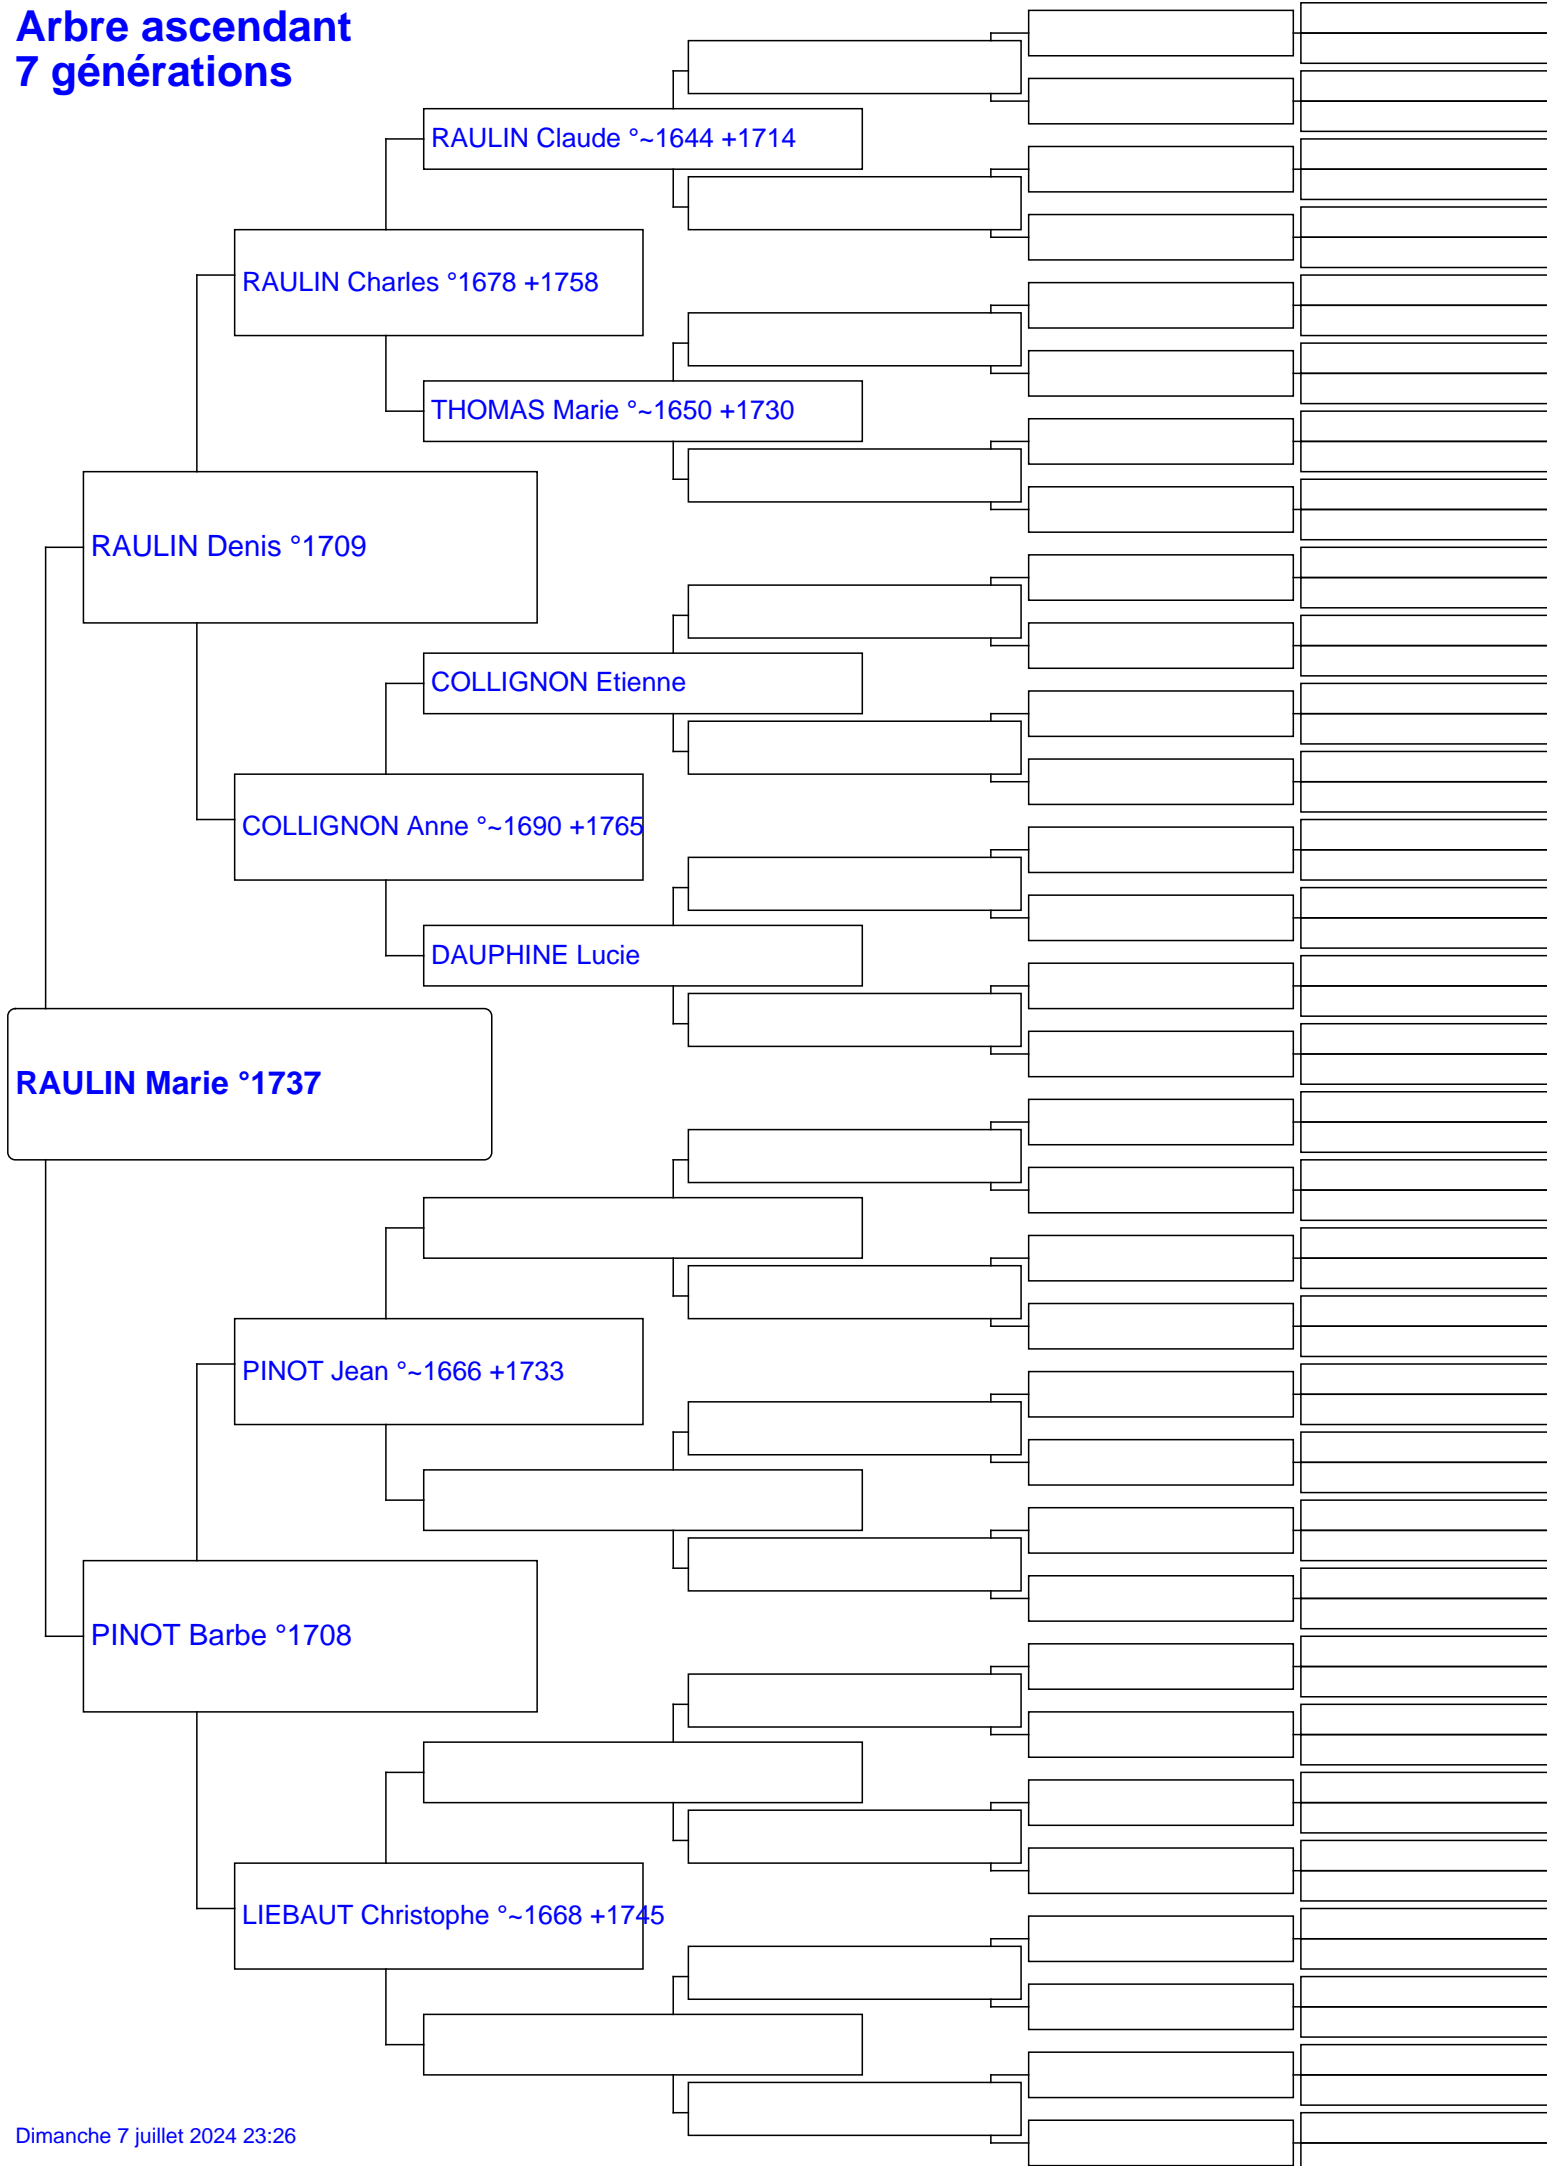 Arbre ascendant
7 générations
RAULIN Claude °~1644 +1714
RAULIN Charles °1678 +1758
THOMAS Marie °~1650 +1730
RAULIN Denis °1709
COLLIGNON Etienne
COLLIGNON Anne °~1690 +1765
DAUPHINE Lucie
RAULIN Marie °1737
PINOT Jean °~1666 +1733
PINOT Barbe °1708
LIEBAUT Christophe °~1668 +1745
Dimanche 7 juillet 2024 23:26